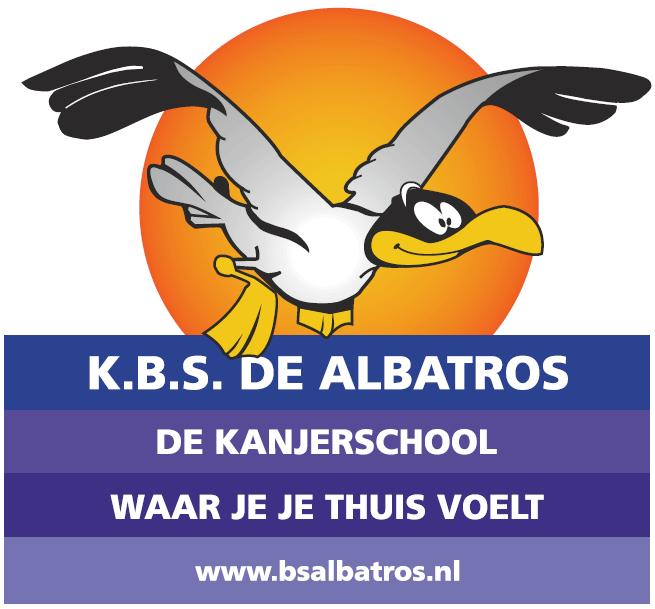 K.B.S. DE ALBATROS
DE KANJERSCHOOL
WAAR JE JE THUIS VOELT
www.bsalbatros.nl